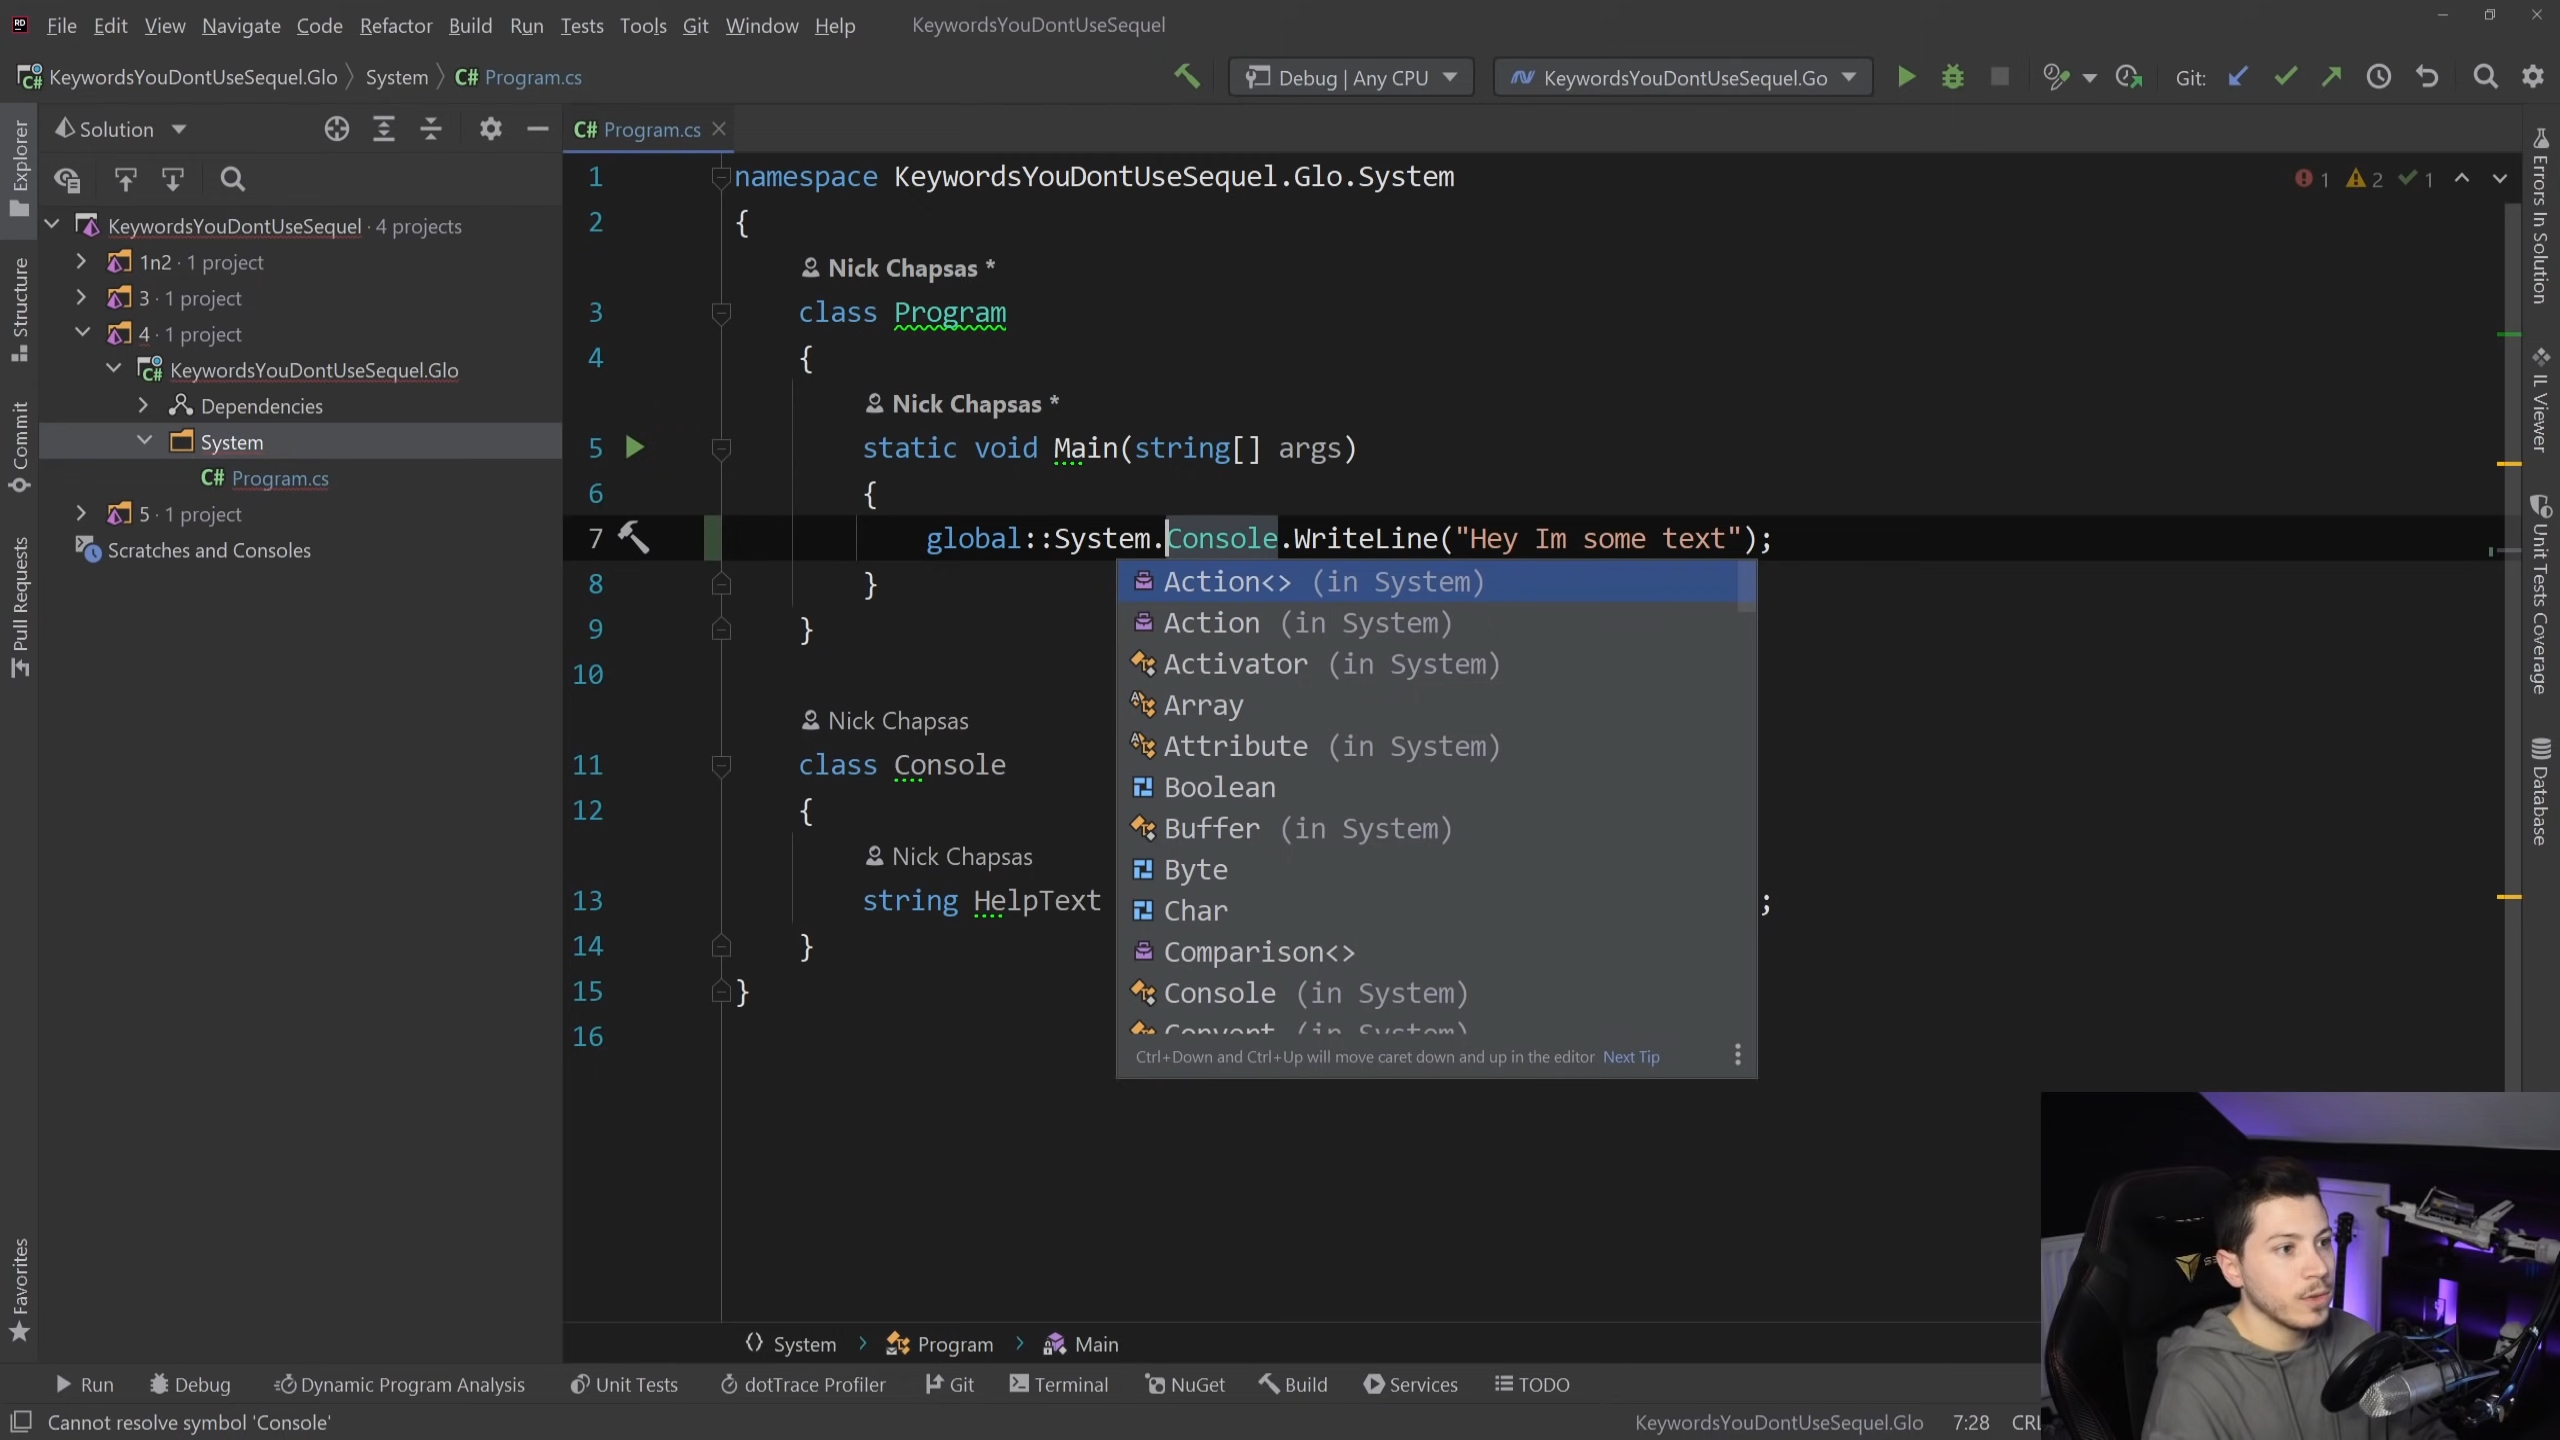 File Edit View Navigate Code Refactor Build Run Tests Tools Git Window Help KeywordsYouDontUseSequel
KeywordsYouDontUseSequel.Glo System C# Program.cs Debug | Any CPU KeywordsYouDontUseSequel.Go Git:
Solution
C# Program.cs
KeywordsYouDontUseSequel · 4 projects
1n2 · 1 project
3 · 1 project
4 · 1 project
KeywordsYouDontUseSequel.Glo
Dependencies
System
C# Program.cs
5 · 1 project
Scratches and Consoles
Explorer
Structure
Commit
Pull Requests
Favorites
1 namespace KeywordsYouDontUseSequel.Glo.System
2 {
Nick Chapsas *
3 class Program
4 {
Nick Chapsas *
5 static void Main(string[] args)
6 {
7 global::System.Console.WriteLine("Hey Im some text");
8 }
9 }
10
Nick Chapsas
11 class Console
12 {
Nick Chapsas
13 string HelpText ;
14 }
15 }
16
Action<> (in System)
Action (in System)
Activator (in System)
Array
Attribute (in System)
Boolean
Buffer (in System)
Byte
Char
Comparison<>
Console (in System)
Convert (in System)
Ctrl+Down and Ctrl+Up will move caret down and up in the editor Next Tip
1 2 1
Errors In Solution
IL Viewer
Unit Tests Coverage
Database
System Program Main
Run Debug Dynamic Program Analysis Unit Tests dotTrace Profiler Git Terminal NuGet Build Services TODO
Cannot resolve symbol 'Console' KeywordsYouDontUseSequel.Glo 7:28